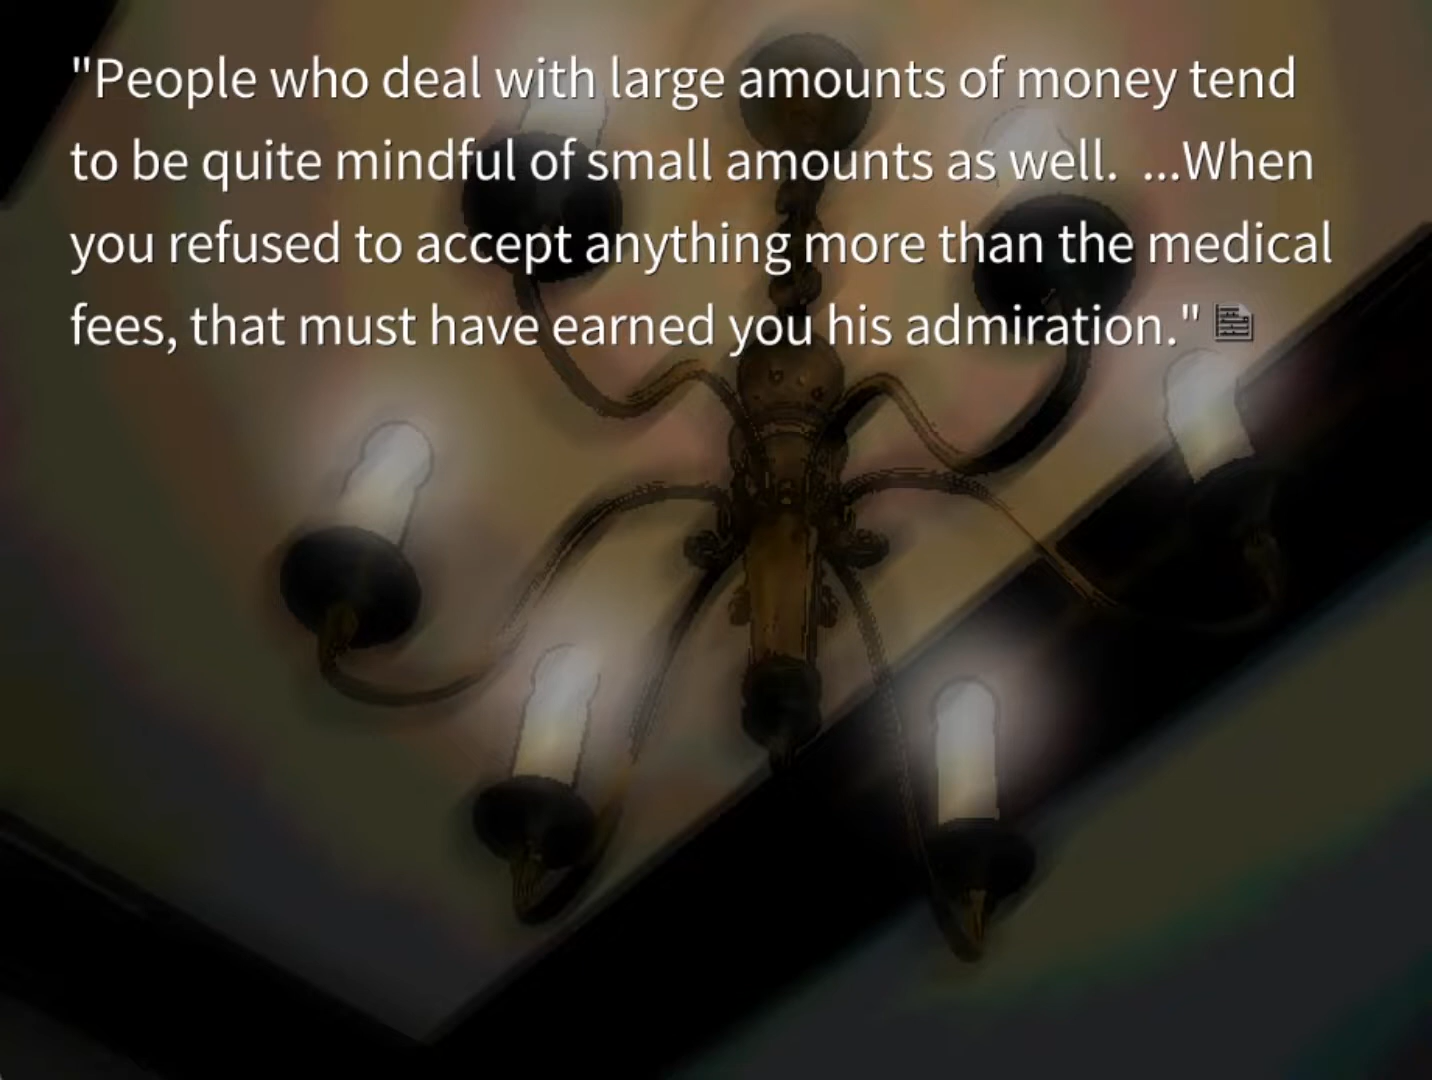 "People who deal with large amounts of money tend
to be quite mindful of small amounts as well.  ...When
you refused to accept anything more than the medical
fees, that must have earned you his admiration."